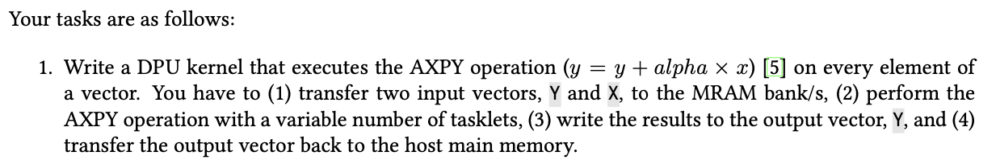 Your tasks are as follows:
1. Write a DPU kernel that executes the AXPY operation (y = y + alpha × x) [5] on every element of
a vector. You have to (1) transfer two input vectors, Y and X, to the MRAM bank/s, (2) perform the
AXPY operation with a variable number of tasklets, (3) write the results to the output vector, Y, and (4)
transfer the output vector back to the host main memory.